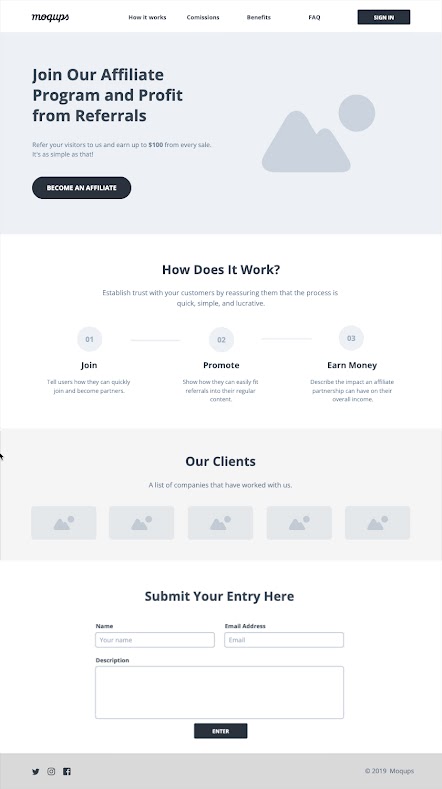 moqups
How it works
Comissions
Benefits
FAQ
SIGN IN
Join Our Affiliate
Program and Profit
from Referrals
Refer your visitors to us and earn up to $100 from every sale.
It's as simple as that!
BECOME AN AFFILIATE
How Does It Work?
Establish trust with your customers by reassuring them that the process is
quick, simple, and lucrative.
01
02
03
Join
Promote
Earn Money
Tell users how they can quickly
join and become partners.
Show how they can easily fit
referrals into their regular
content.
Describe the impact an affiliate
partnership can have on their
overall income.
Our Clients
A list of companies that have worked with us.
Submit Your Entry Here
Name
Email Address
Your name
Email
Description
ENTER
© 2019 Moqups